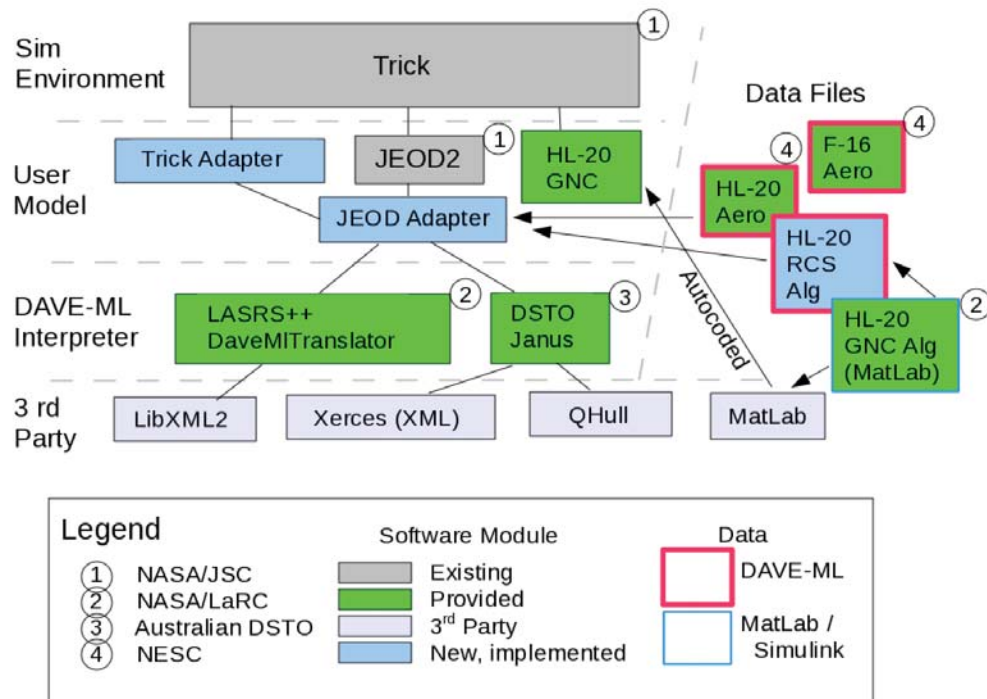 Sim
Environment
Trick
1
Data Files
4
F-16
Aero
4
HL-20
Aero
User
Model
Trick Adapter
JEOD2
1
HL-20
GNC
JEOD Adapter
HL-20
RCS
Alg
Autocoded
DAVE-ML
Interpreter
LASRS++
DaveMlTranslator
2
DSTO
Janus
3
HL-20
GNC Alg
(MatLab)
2
3 rd
Party
LibXML2
Xerces (XML)
QHull
MatLab
Legend
1 NASA/JSC
2 NASA/LaRC
3 Australian DSTO
4 NESC
Software Module
Existing
Provided
3rd Party
New, implemented
Data
DAVE-ML
MatLab /
Simulink